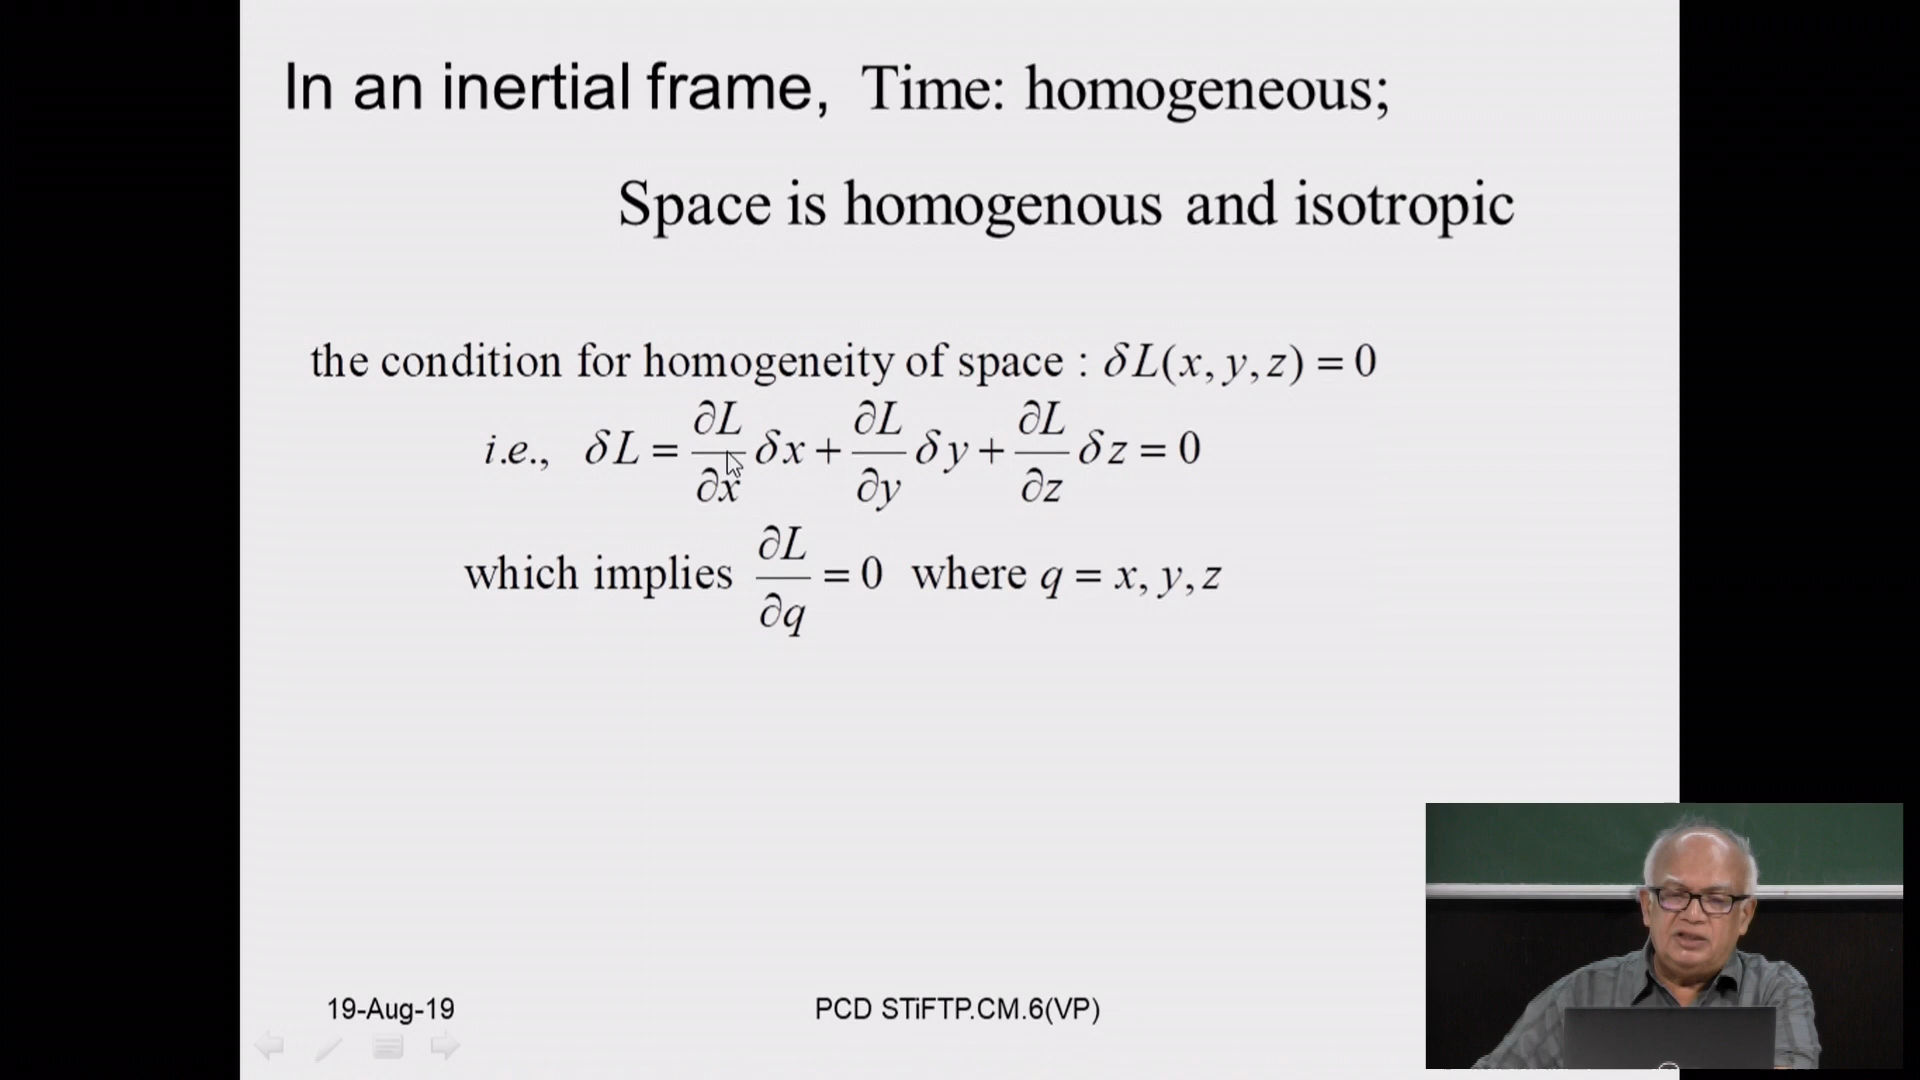 In an inertial frame, Time: homogeneous;
Space is homogenous and isotropic
the condition for homogeneity of space : δL(x, y, z) = 0
i.e., δL = ∂L/∂x δx + ∂L/∂y δy + ∂L/∂z δz = 0
which implies ∂L/∂q = 0 where q = x, y, z
19-Aug-19
PCD STiFTP.CM.6(VP)